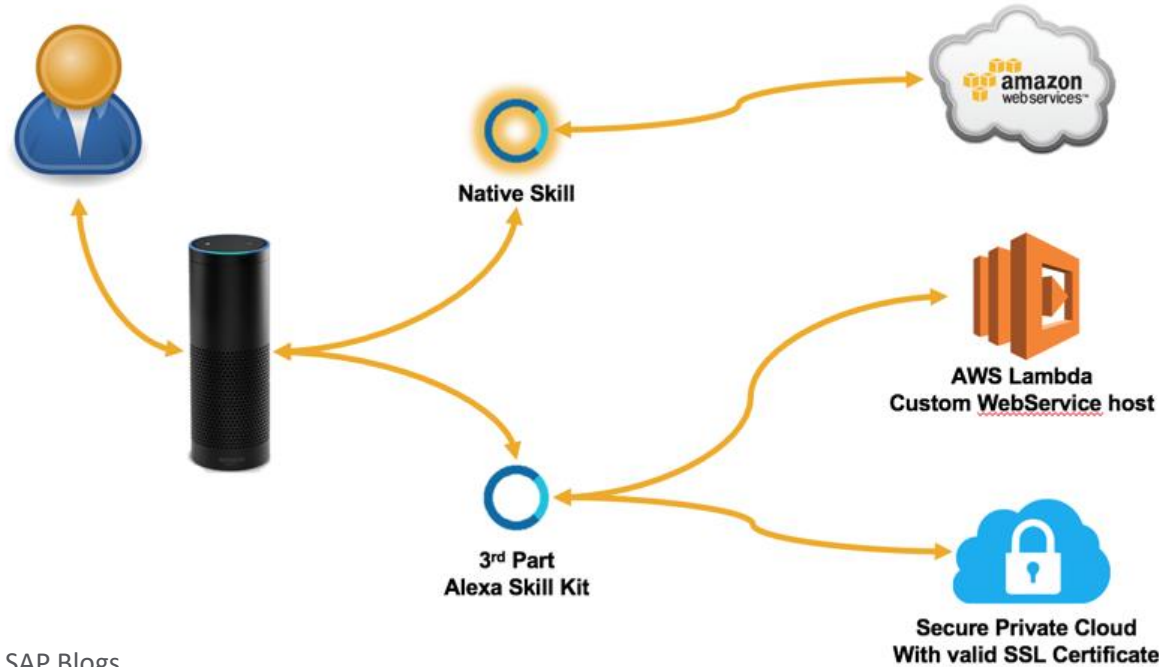 amazon
webservices™
Native Skill
AWS Lambda
Custom WebService host
3rd Part
Alexa Skill Kit
Secure Private Cloud
With valid SSL Certificate
SAP Blogs